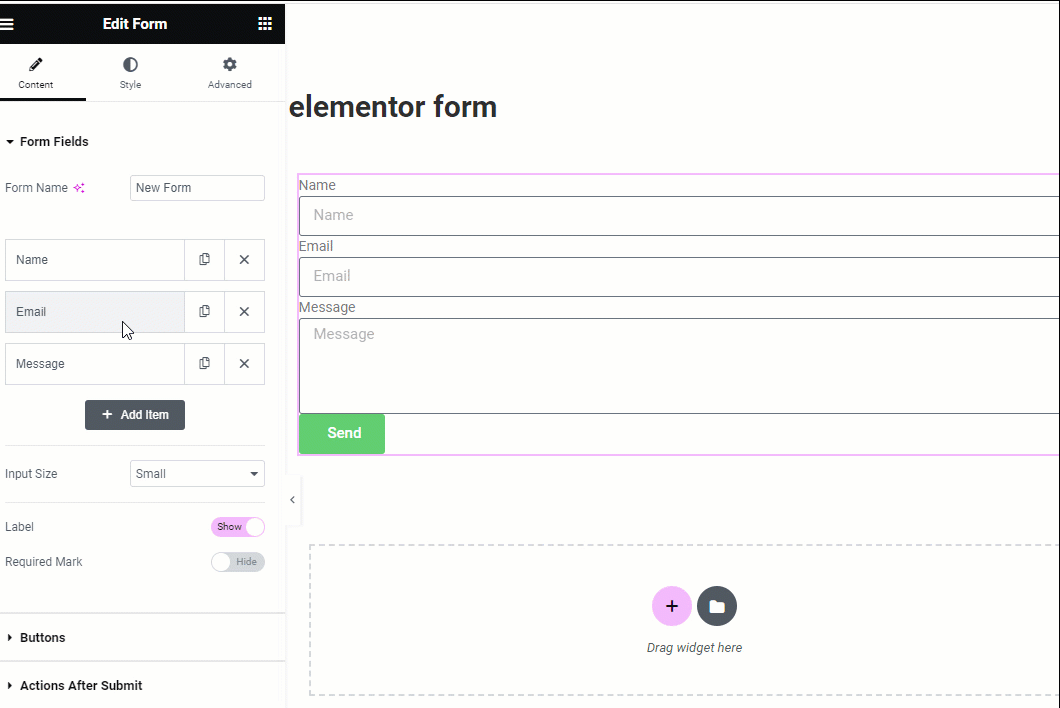 Edit Form
Content
Style
Advanced
Form Fields
Form Name
New Form
Name
Email
Message
+ Add Item
Input Size
Small
Label
Show
Required Mark
Hide
Buttons
Actions After Submit
elementor form
Name
Name
Email
Email
Message
Message
Send
Drag widget here